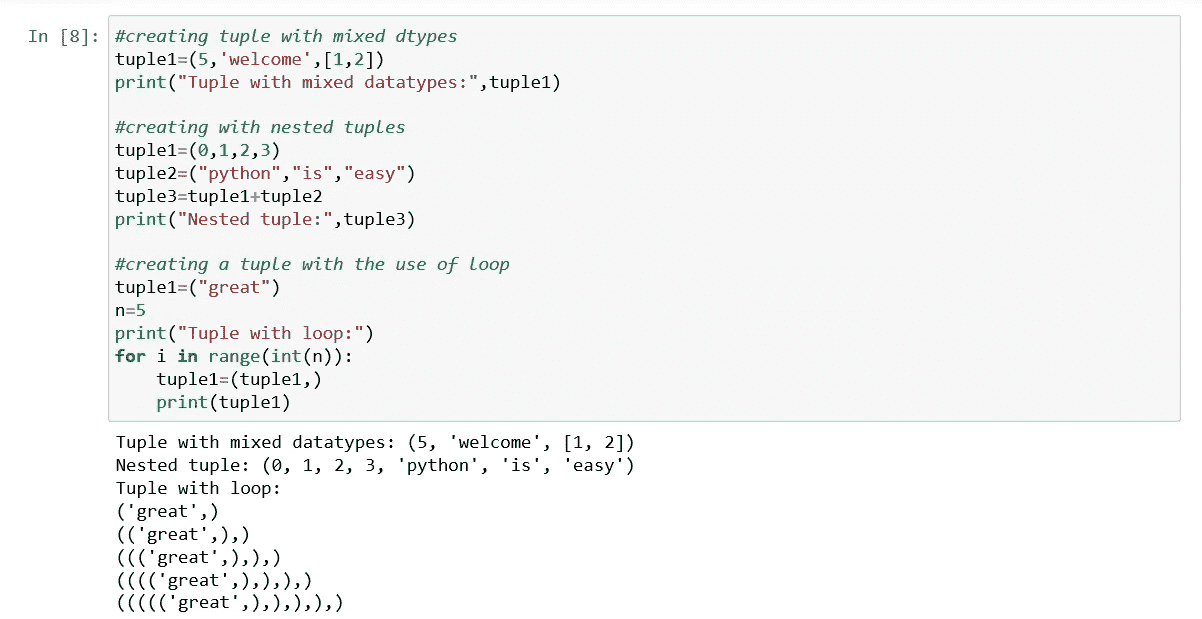 In [8]: #creating tuple with mixed dtypes
tuple1=(5,'welcome',[1,2])
print("Tuple with mixed datatypes:",tuple1)
#creating with nested tuples
tuple1=(0,1,2,3)
tuple2=("python","is","easy")
tuple3=tuple1+tuple2
print("Nested tuple:",tuple3)
#creating a tuple with the use of loop
tuple1=("great")
n=5
print("Tuple with loop:")
for i in range(int(n)):
    tuple1=(tuple1,)
    print(tuple1)
Tuple with mixed datatypes: (5, 'welcome', [1, 2])
Nested tuple: (0, 1, 2, 3, 'python', 'is', 'easy')
Tuple with loop:
('great',)
(('great',),)
((('great',),),)
(((('great',),),),)
((((('great',),),),),)